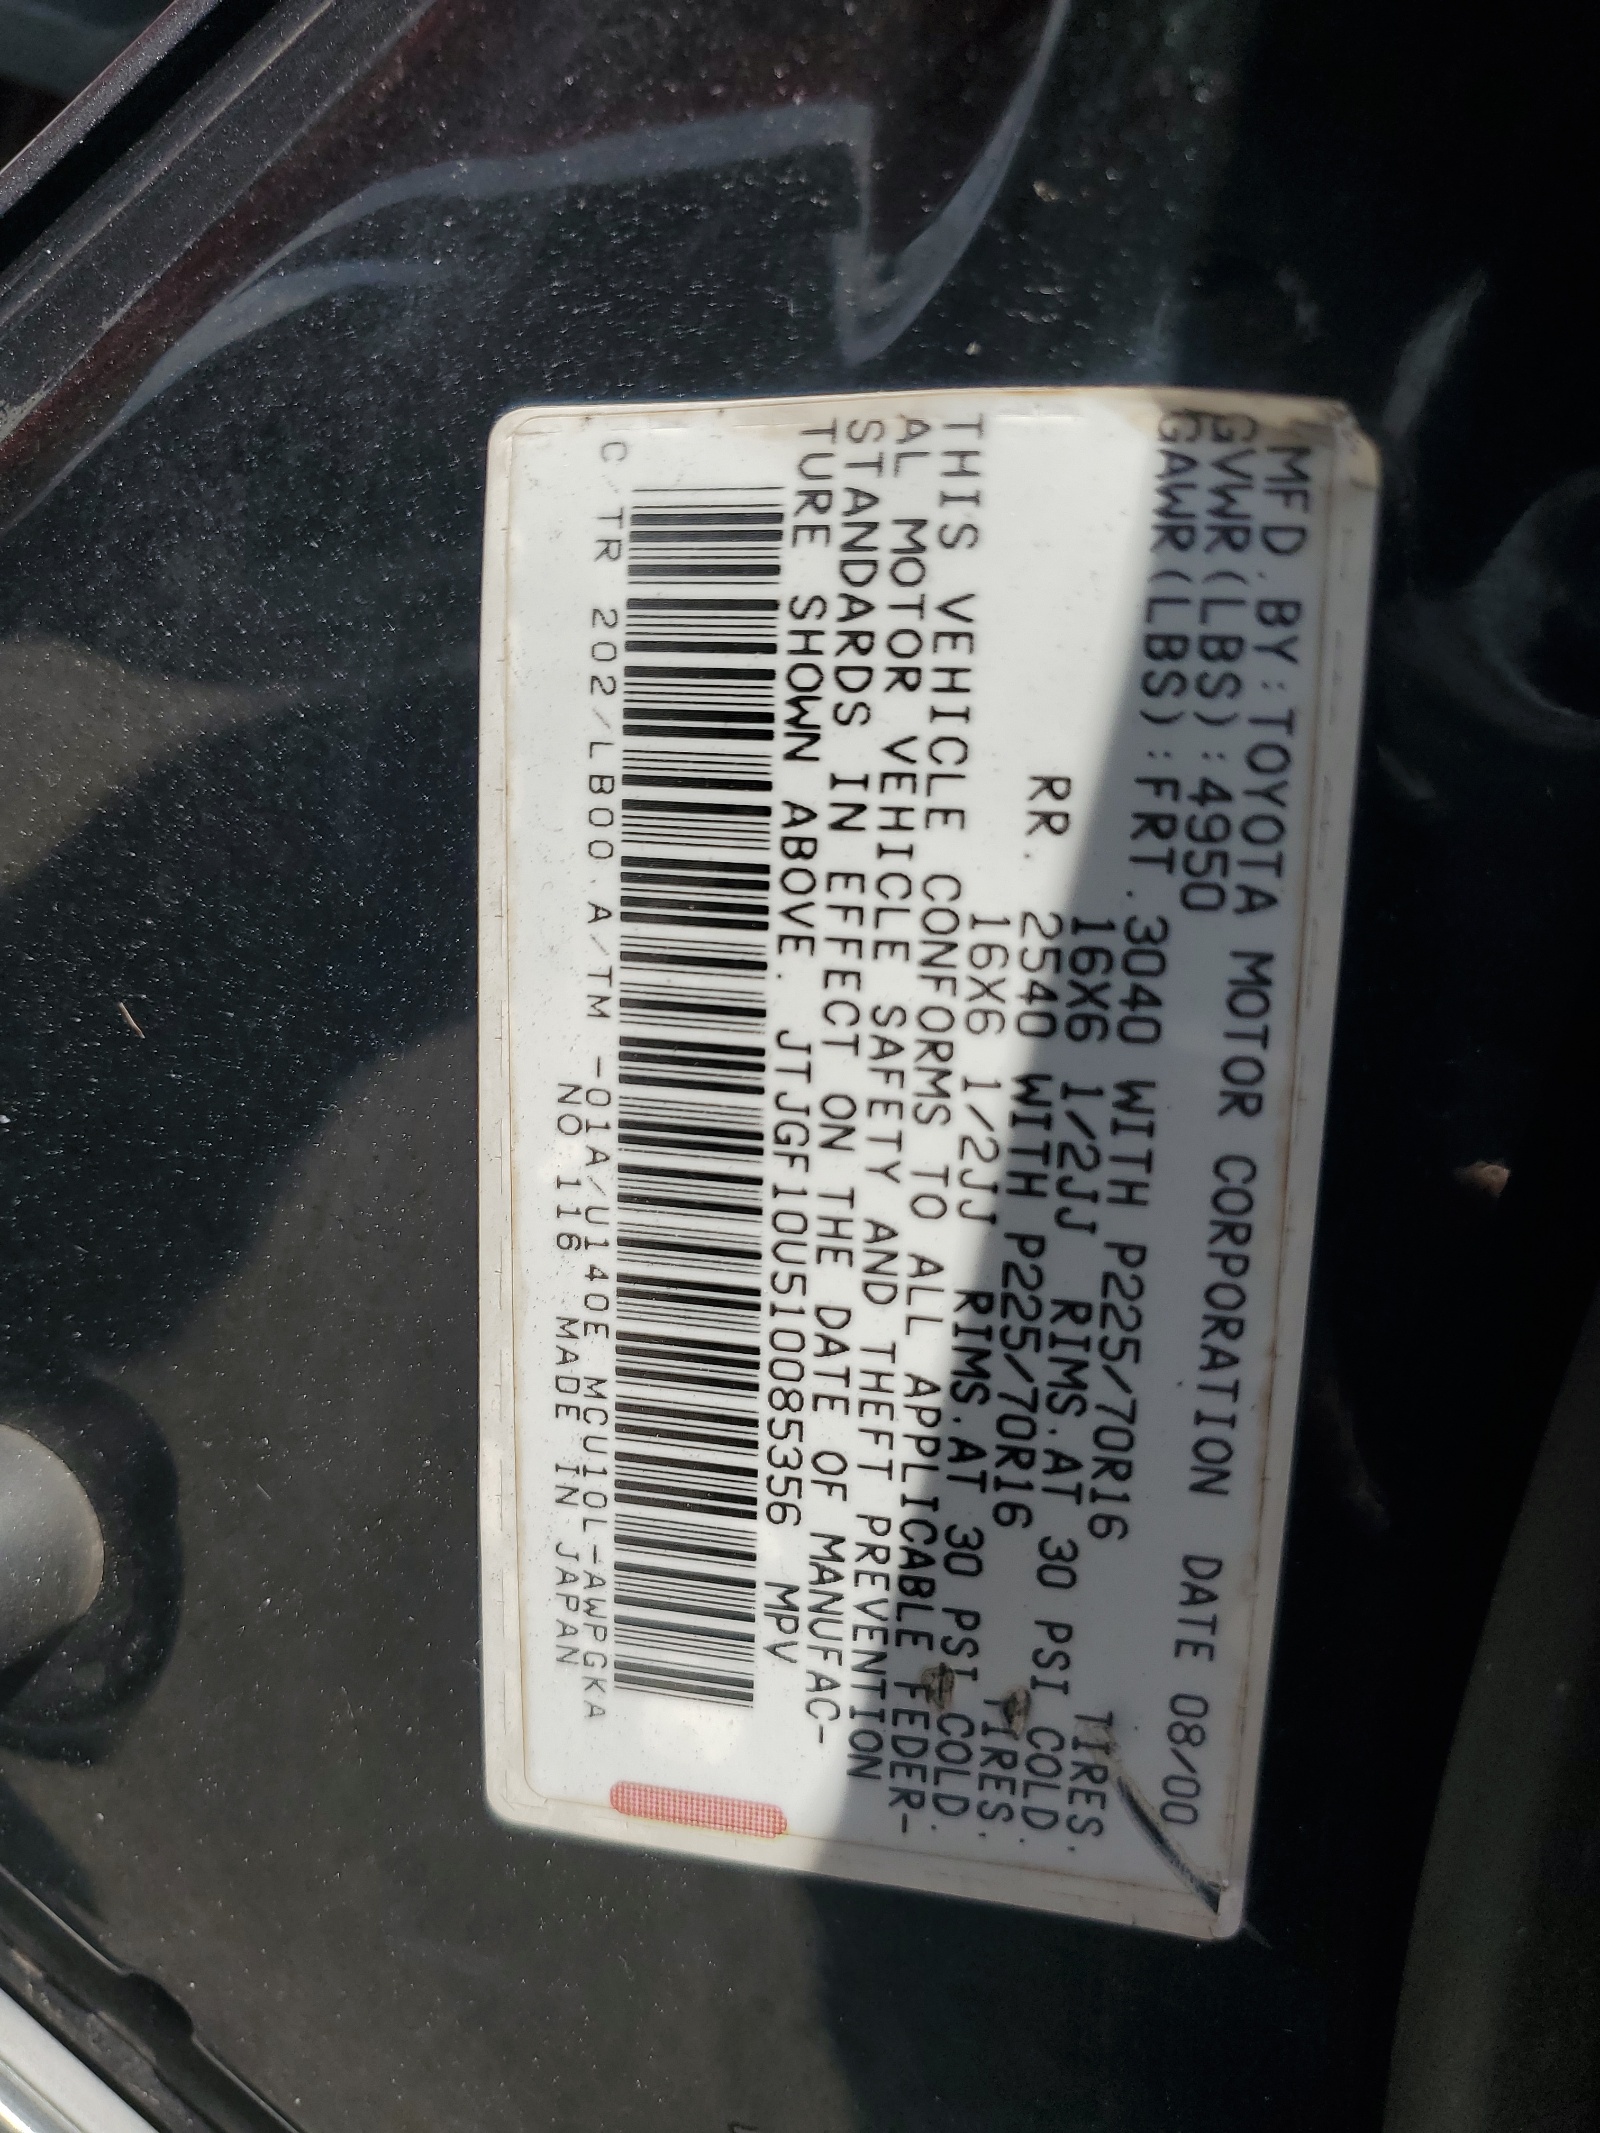 MFD.BY:TOYOTA MOTOR CORPORATION DATE 08/00
GVWR(LBS):4950
GAWR(LBS):FRT.3040 WITH P225/70R16 TIRES.
16X6 1/2JJ RIMS.AT 30 PSI COLD.
RR. 2540 WITH P225/70R16 TIRES.
16X6 1/2JJ RIMS.AT 30 PSI COLD.
THIS VEHICLE CONFORMS TO ALL APPLICABLE FEDER-
AL MOTOR VEHICLE SAFETY AND THEFT PREVENTION
STANDARDS IN EFFECT ON THE DATE OF MANUFAC-
TURE SHOWN ABOVE. JTJGF10U510085356 MPV
C/TR 202/LB00.A/TM -01A/U140E MCU10L-AWPGKA
NO 116 MADE IN JAPAN